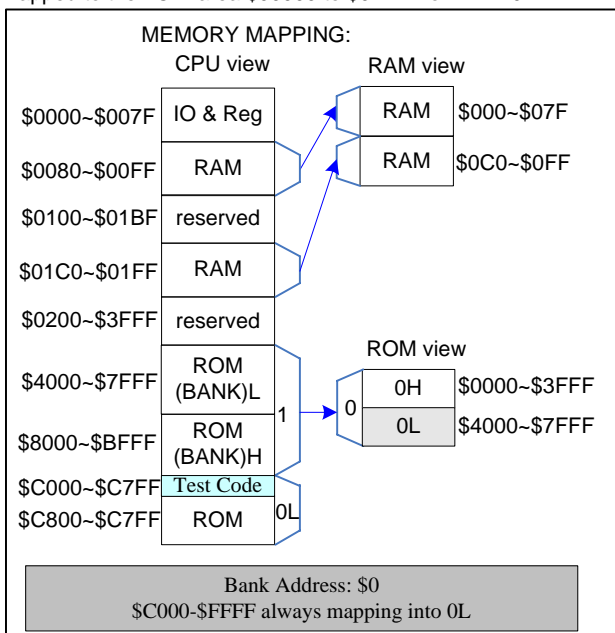 MEMORY MAPPING:
CPU view
RAM view
$0000~$007F IO & Reg
RAM $000~$07F
$0080~$00FF RAM
RAM $0C0~$0FF
$0100~$01BF reserved
$01C0~$01FF RAM
$0200~$3FFF reserved
ROM view
$4000~$7FFF ROM (BANK)L
0H $0000~$3FFF
1
0
0L $4000~$7FFF
$8000~$BFFF ROM (BANK)H
$C000~$C7FF Test Code
$C800~$C7FF ROM 0L
Bank Address: $0
$C000-$FFFF always mapping into 0L